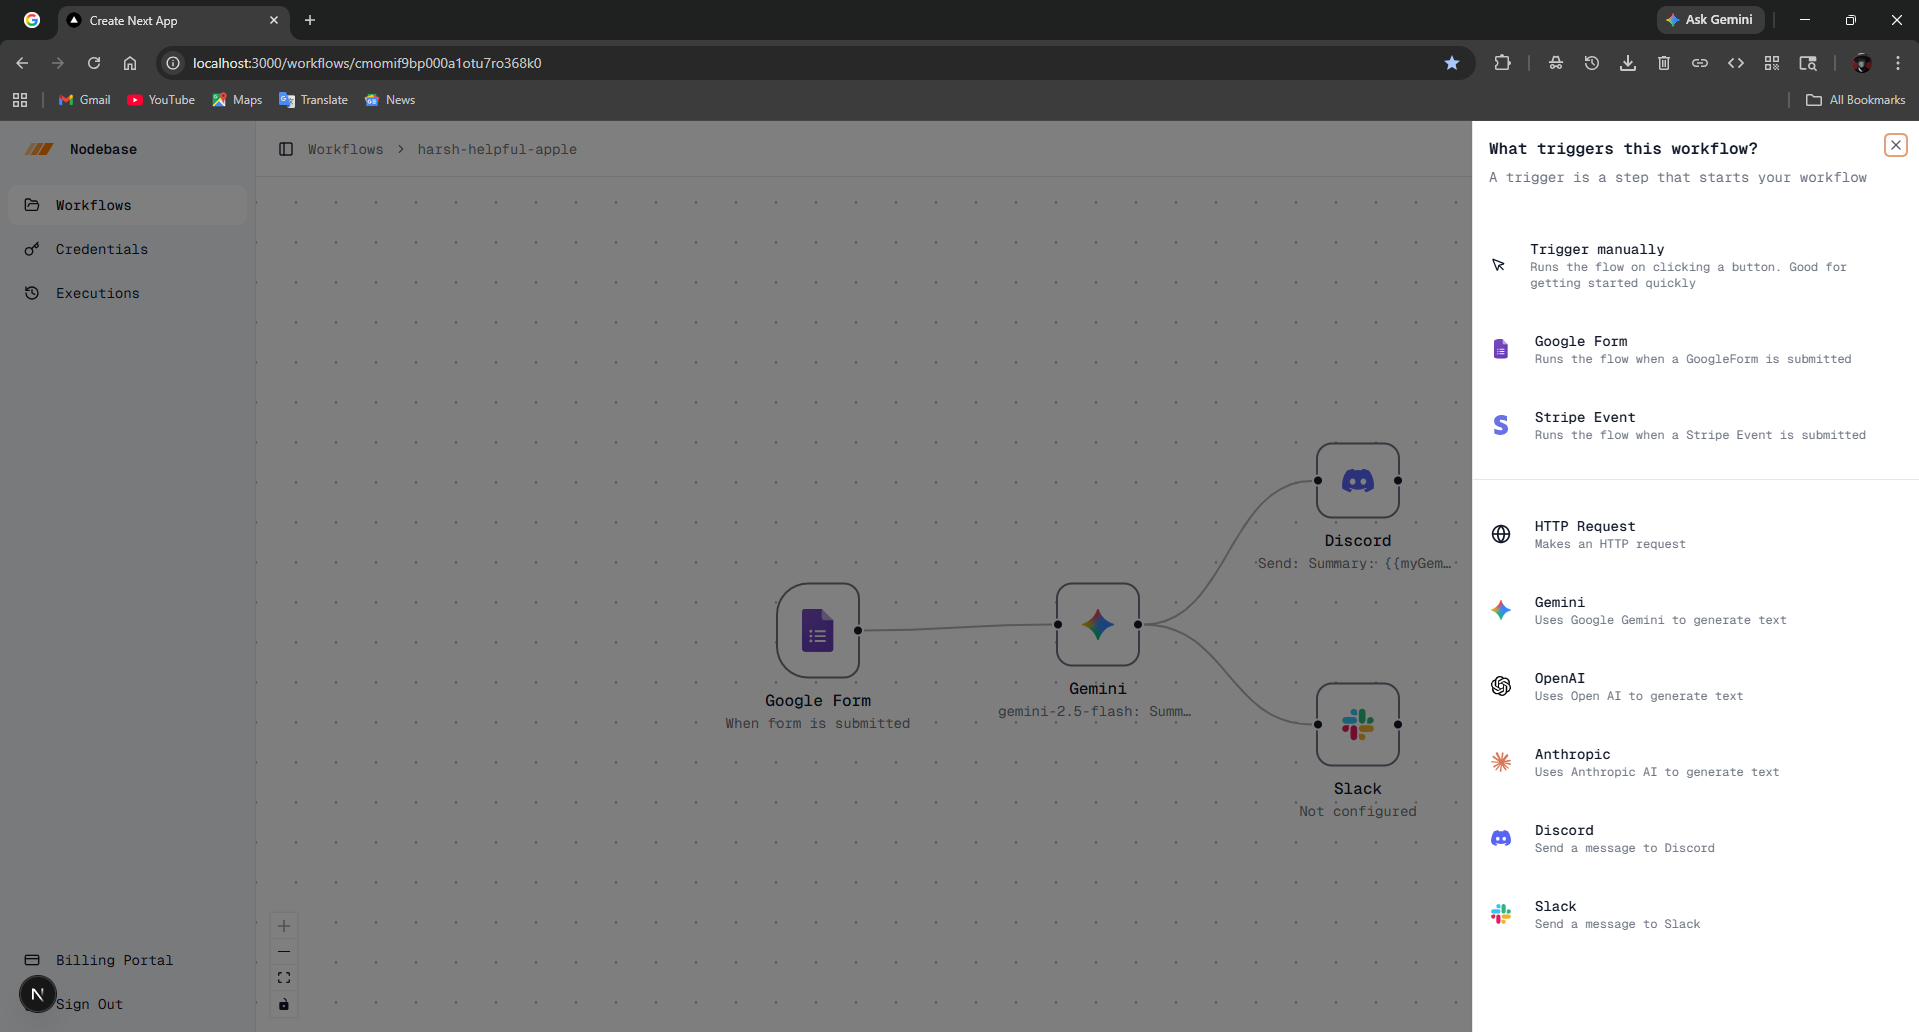 Create Next App
Ask Gemini
localhost:3000/workflows/cmomif9bp000a1otu7ro368k0
Gmail
YouTube
Maps
Translate
News
All Bookmarks
Nodebase
Workflows
Credentials
Executions
Billing Portal
N
Sign Out
Workflows > harsh-helpful-apple
Google Form
When form is submitted
Gemini
gemini-2.5-flash: Summ…
Discord
Send: Summary: {{myGem…
Slack
Not configured
What triggers this workflow?
A trigger is a step that starts your workflow
Trigger manually
Runs the flow on clicking a button. Good for
getting started quickly
Google Form
Runs the flow when a GoogleForm is submitted
Stripe Event
Runs the flow when a Stripe Event is submitted
HTTP Request
Makes an HTTP request
Gemini
Uses Google Gemini to generate text
OpenAI
Uses Open AI to generate text
Anthropic
Uses Anthropic AI to generate text
Discord
Send a message to Discord
Slack
Send a message to Slack